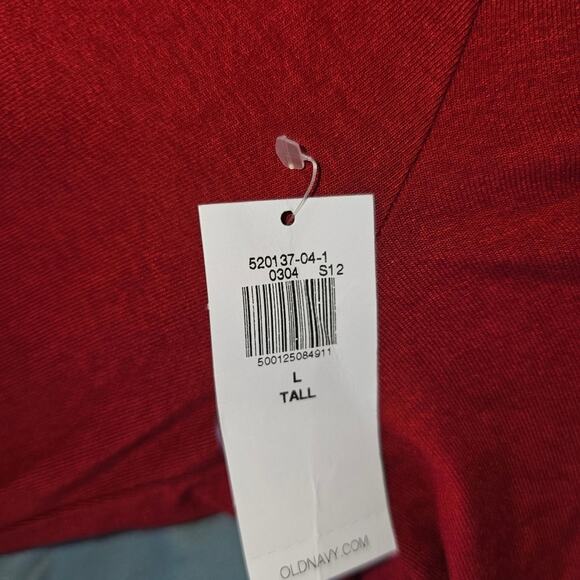 520137-04-1
0304 S12
500125084911
L
TALL
OLDNAVY.COM